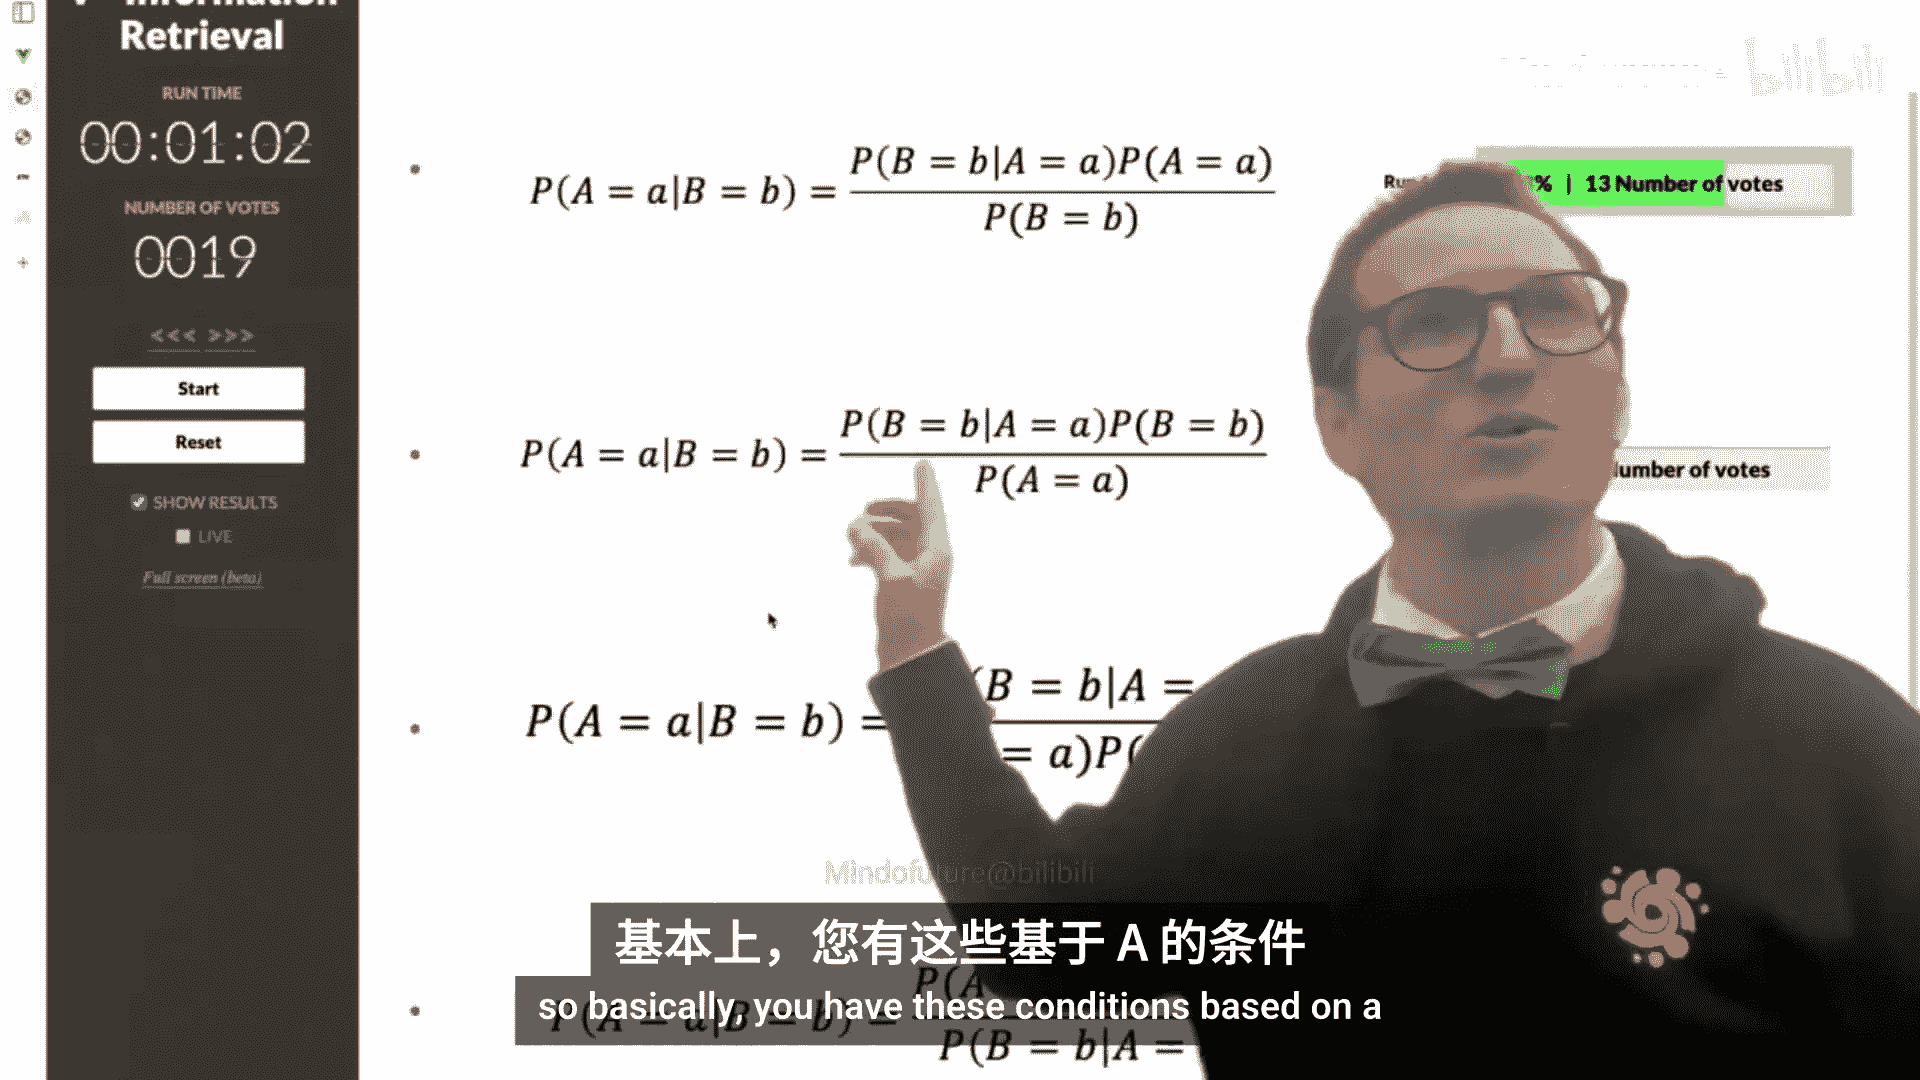 Retrieval
RUN TIME
00:01:02
NUMBER OF VOTES
0019
<<< >>>
Start
Reset
SHOW RESULTS
LIVE
Full screen (beta)
bilibili
P(A = a|B = b) = P(B = b|A = a)P(A = a) / P(B = b)
% | 13 Number of votes
P(A = a|B = b) = P(B = b|A = a)P(B = b) / P(A = a)
Number of votes
P(A = a|B = b) = (B = b|A =
= a)P(
Mindofuture@bilibili
基本上，您有这些基于 A 的条件
so basically, you have these conditions based on a
P(A = a|B = b) = P(A
P(B = b|A =